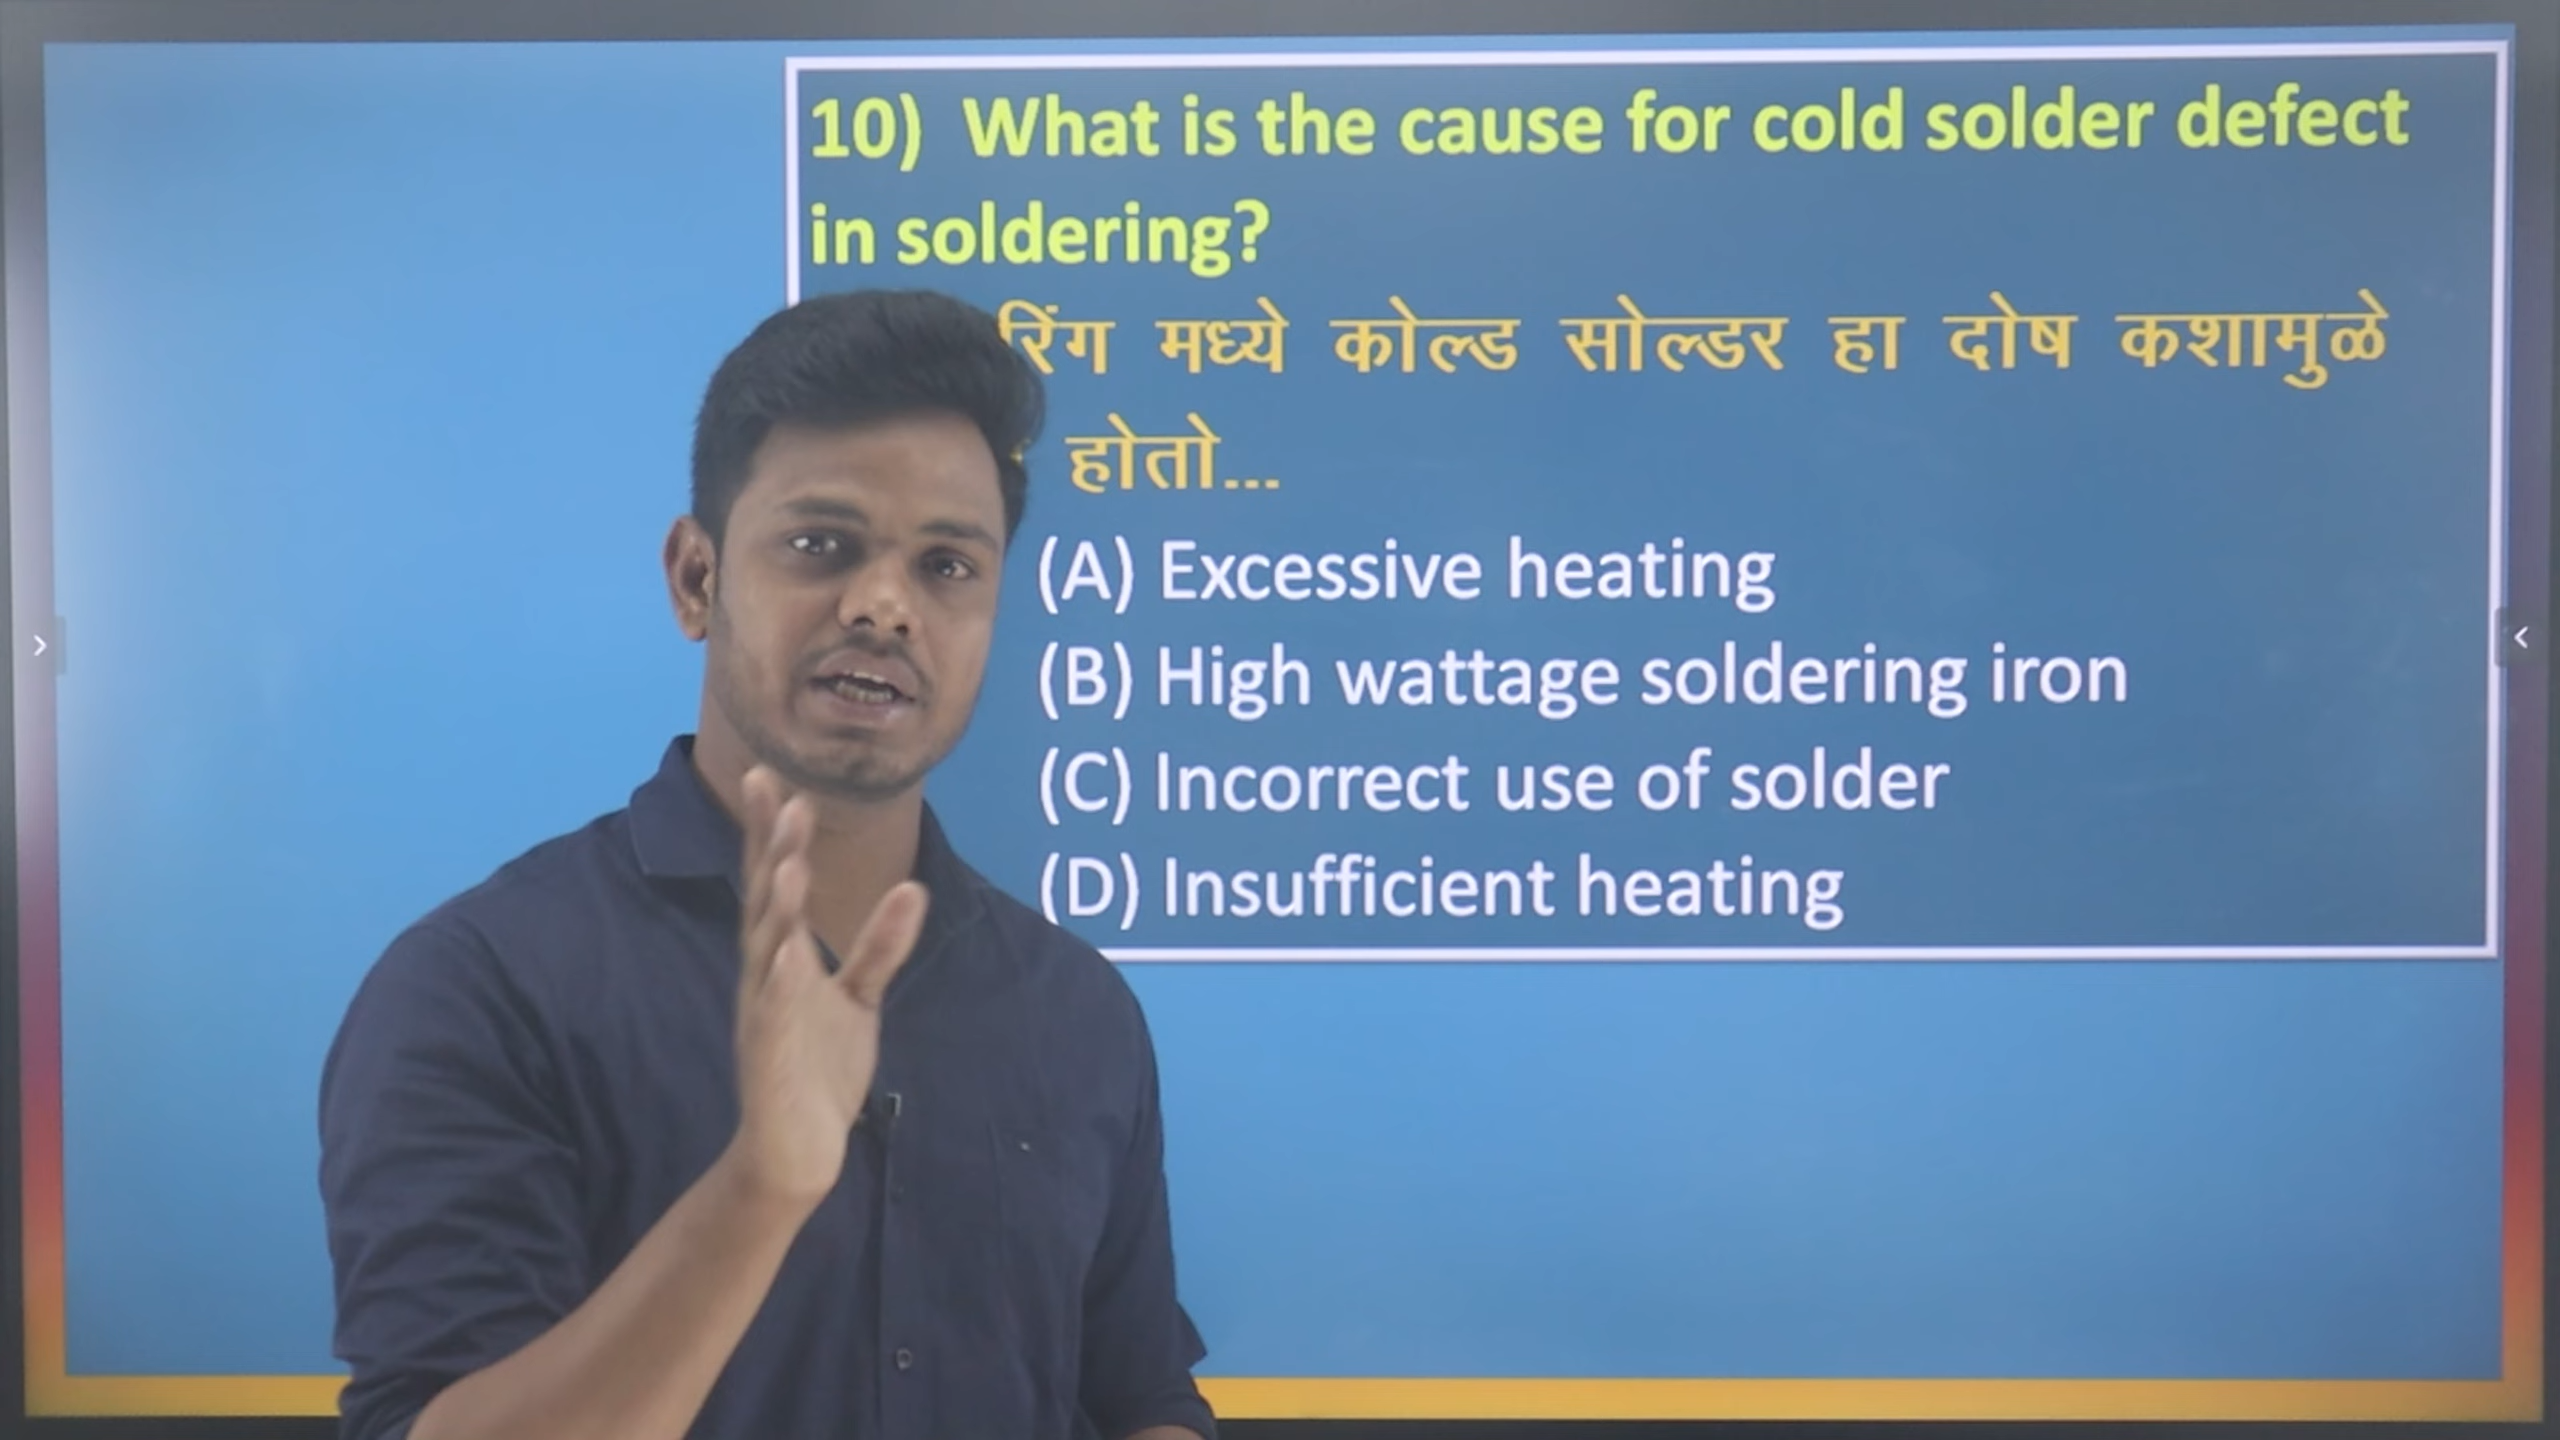 10) What is the cause for cold solder defect
in soldering?
मध्ये कोल्ड सोल्डर हा दोष कशामुळे
होतो...
(A) Excessive heating
(B) High wattage soldering iron
(C) Incorrect use of solder
(D) Insufficient heating